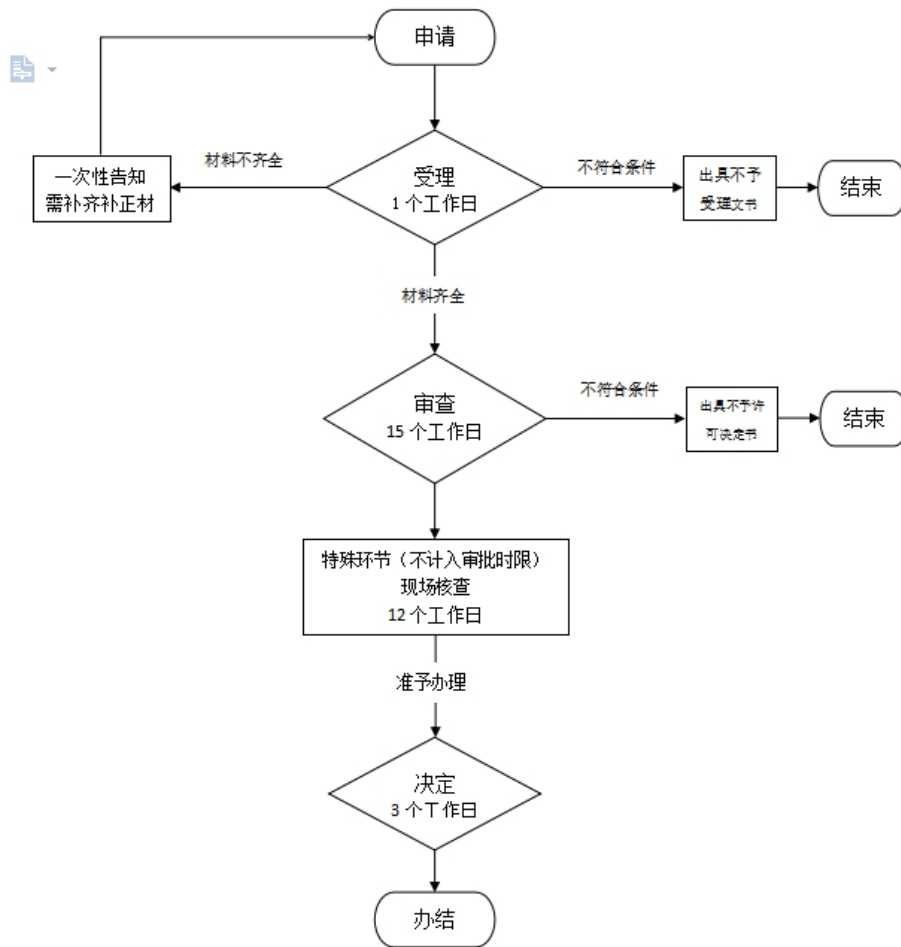 申请
材料不齐全
一次性告知
需补齐补正材
受理
1 个工作日
不符合条件
出具不予
受理文书
结束
材料齐全
审查
15 个工作日
不符合条件
出具不予许
可决定书
结束
特殊环节（不计入审批时限）
现场核查
12 个工作日
准予办理
决定
3 个工作日
办结